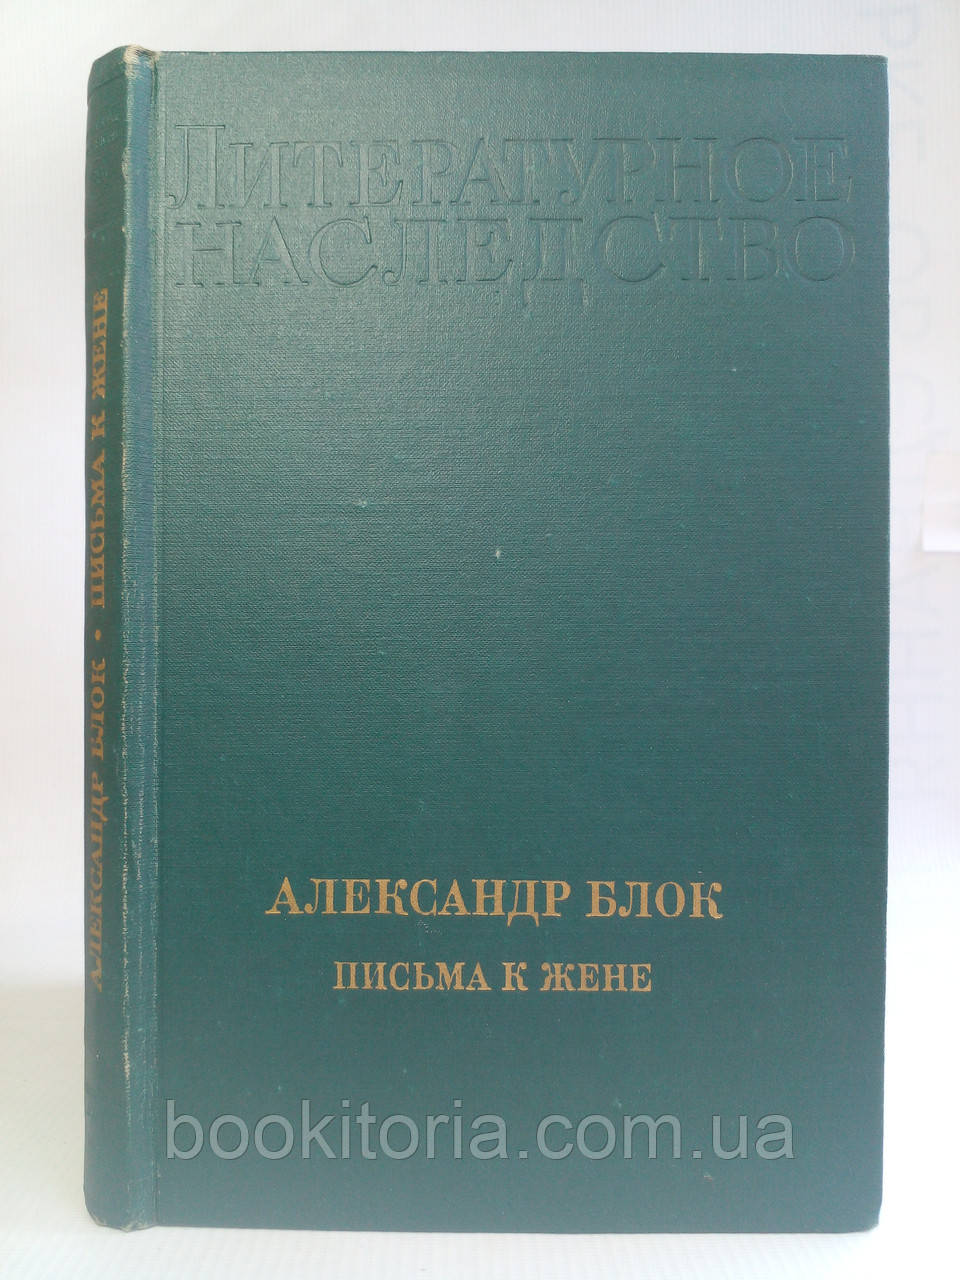 ЛИТЕРАТУРНОЕ
НАСЛЕДСТВО
АЛЕКСАНДР БЛОК • ПИСЬМА К ЖЕНЕ
АЛЕКСАНДР БЛОК
ПИСЬМА К ЖЕНЕ
bookitoria.com.ua